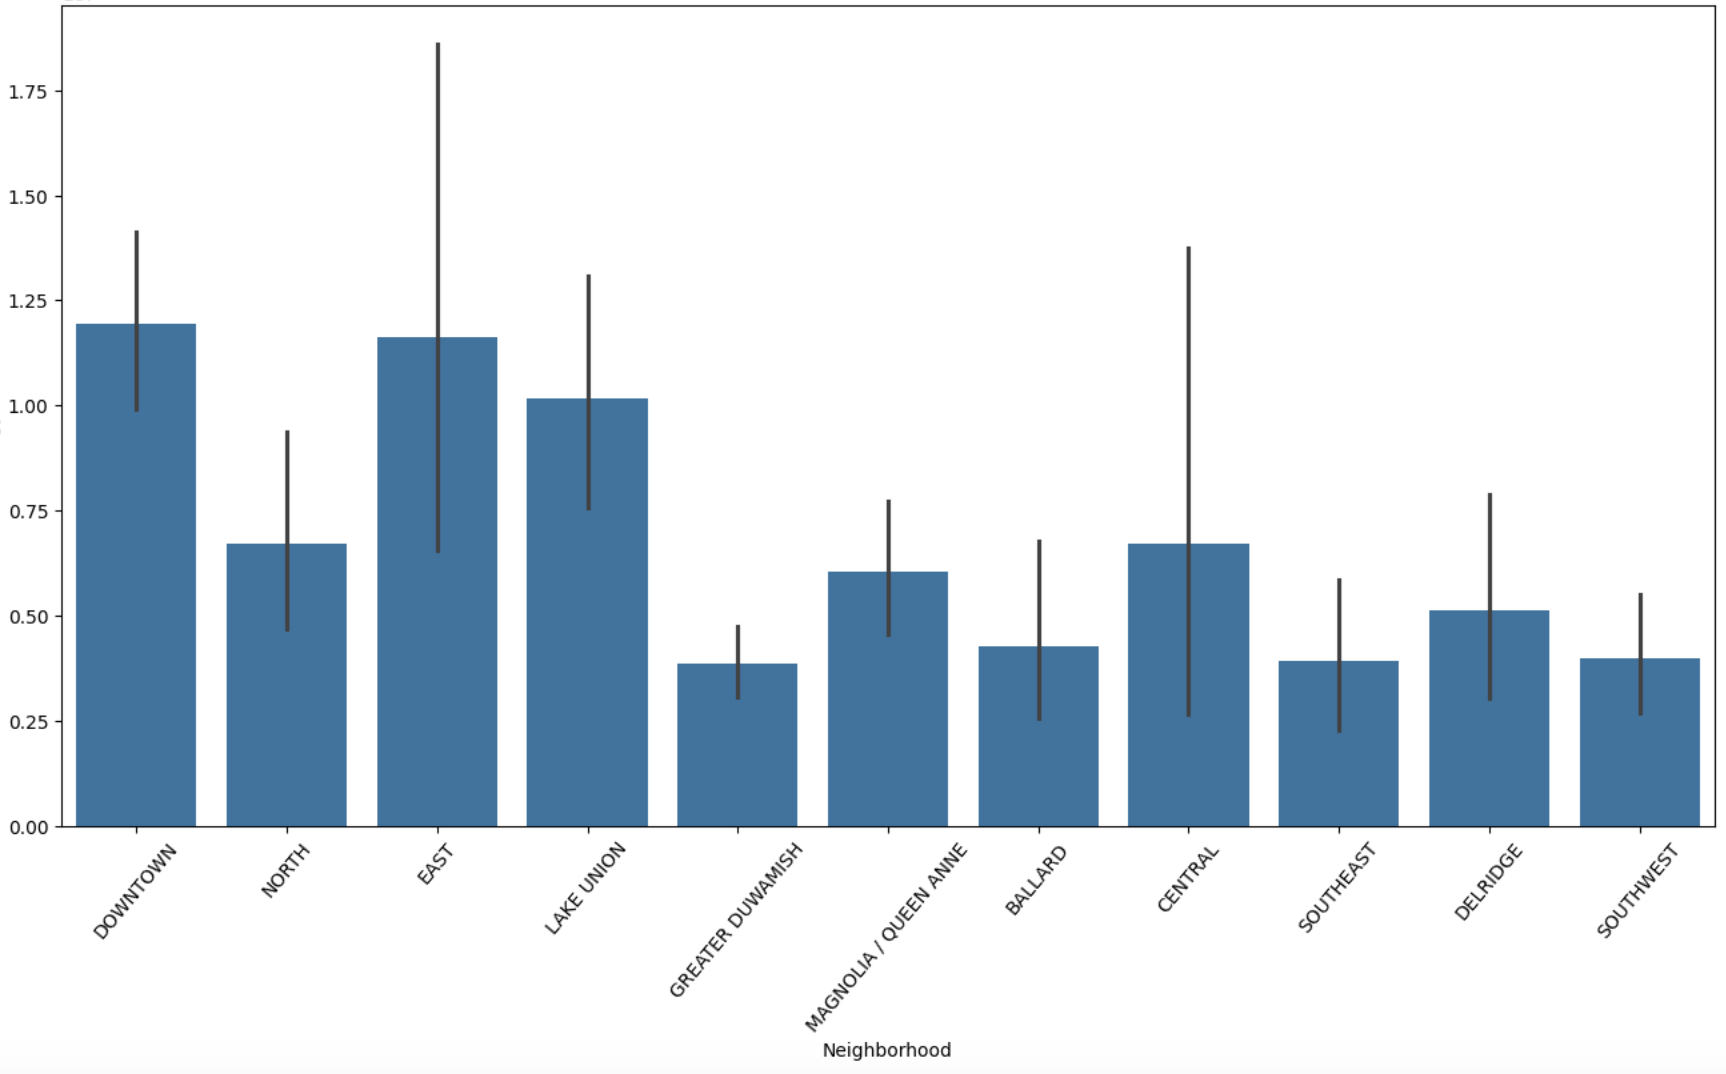 1.75
1.50
1.25
1.00
0.75
0.50
0.25
0.00
DOWNTOWN
NORTH
EAST
LAKE UNION
GREATER DUWAMISH
MAGNOLIA / QUEEN ANNE
BALLARD
CENTRAL
SOUTHEAST
DELRIDGE
SOUTHWEST
Neighborhood